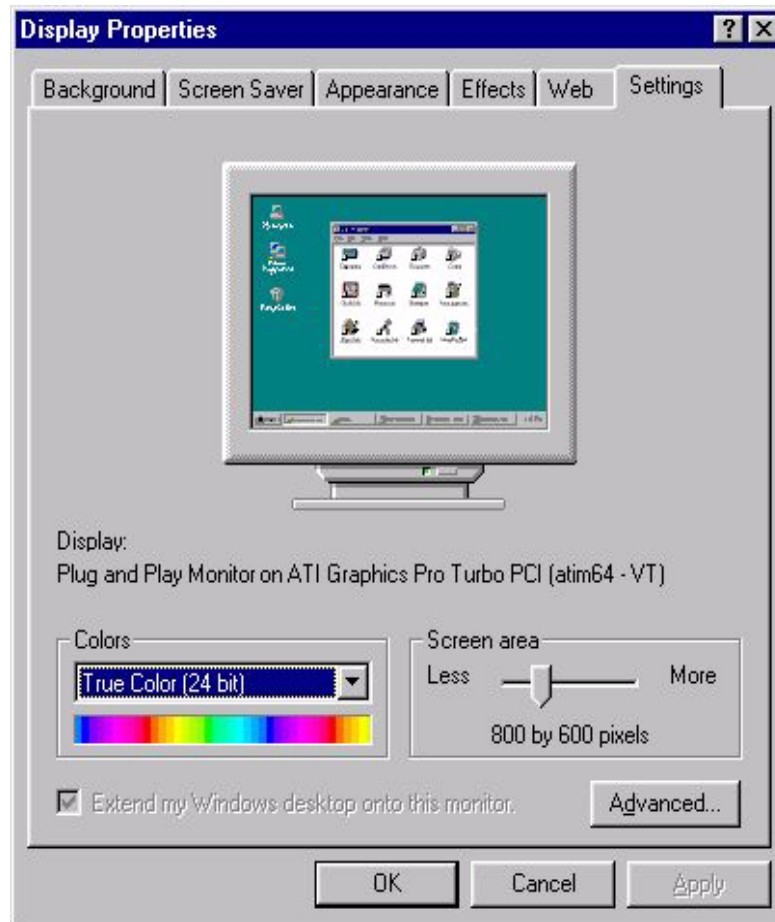 Display Properties
Background Screen Saver Appearance Effects Web Settings
Display:
Plug and Play Monitor on ATI Graphics Pro Turbo PCI (atim64 - VT)
Colors
True Color (24 bit)
Screen area
Less More
800 by 600 pixels
Extend my Windows desktop onto this monitor.
Advanced...
OK Cancel Apply